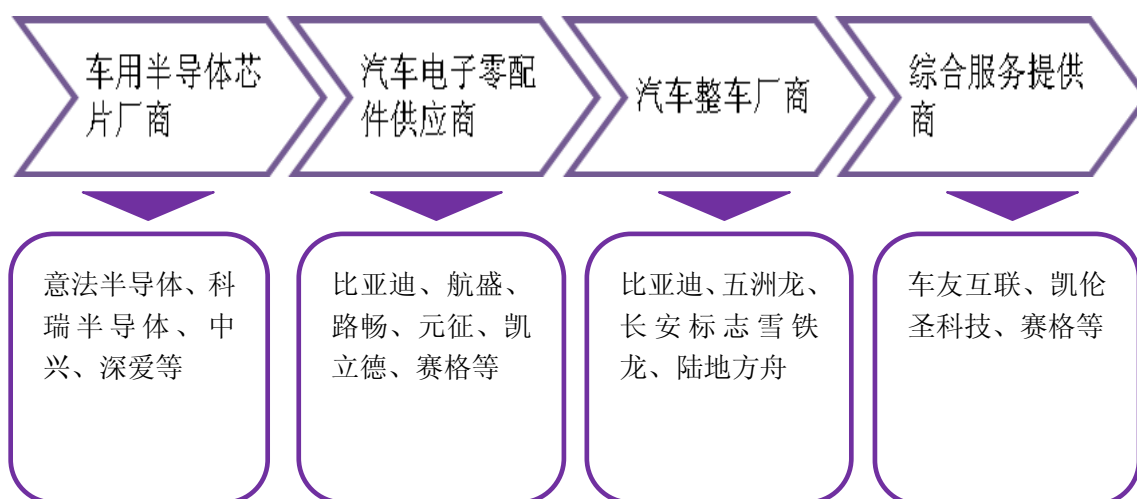 车用半导体芯
片厂商
汽车电子零配
件供应商
汽车整车厂商
综合服务提供
商
意法半导体、科
瑞半导体、中
兴、深爱等
比亚迪、航盛、
路畅、元征、凯
立德、赛格等
比亚迪、五洲龙、
长安标志雪铁
龙、陆地方舟
车友互联、凯伦
圣科技、赛格等